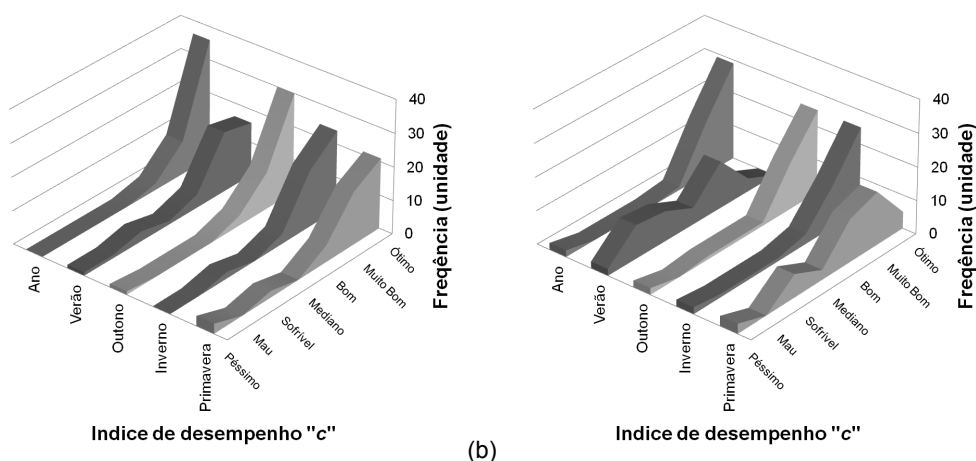 40
30
20
10
0
Freqência (unidade)
Ano
Verão
Outono
Inverno
Primavera
Péssimo
Mau
Sofrível
Mediano
Bom
Muito Bom
Ótimo
Indice de desempenho "c"
(b)
40
30
20
10
0
Freqência (unidade)
Ano
Verão
Outono
Inverno
Primavera
Péssimo
Mau
Sofrível
Mediano
Bom
Muito Bom
Ótimo
Indice de desempenho "c"